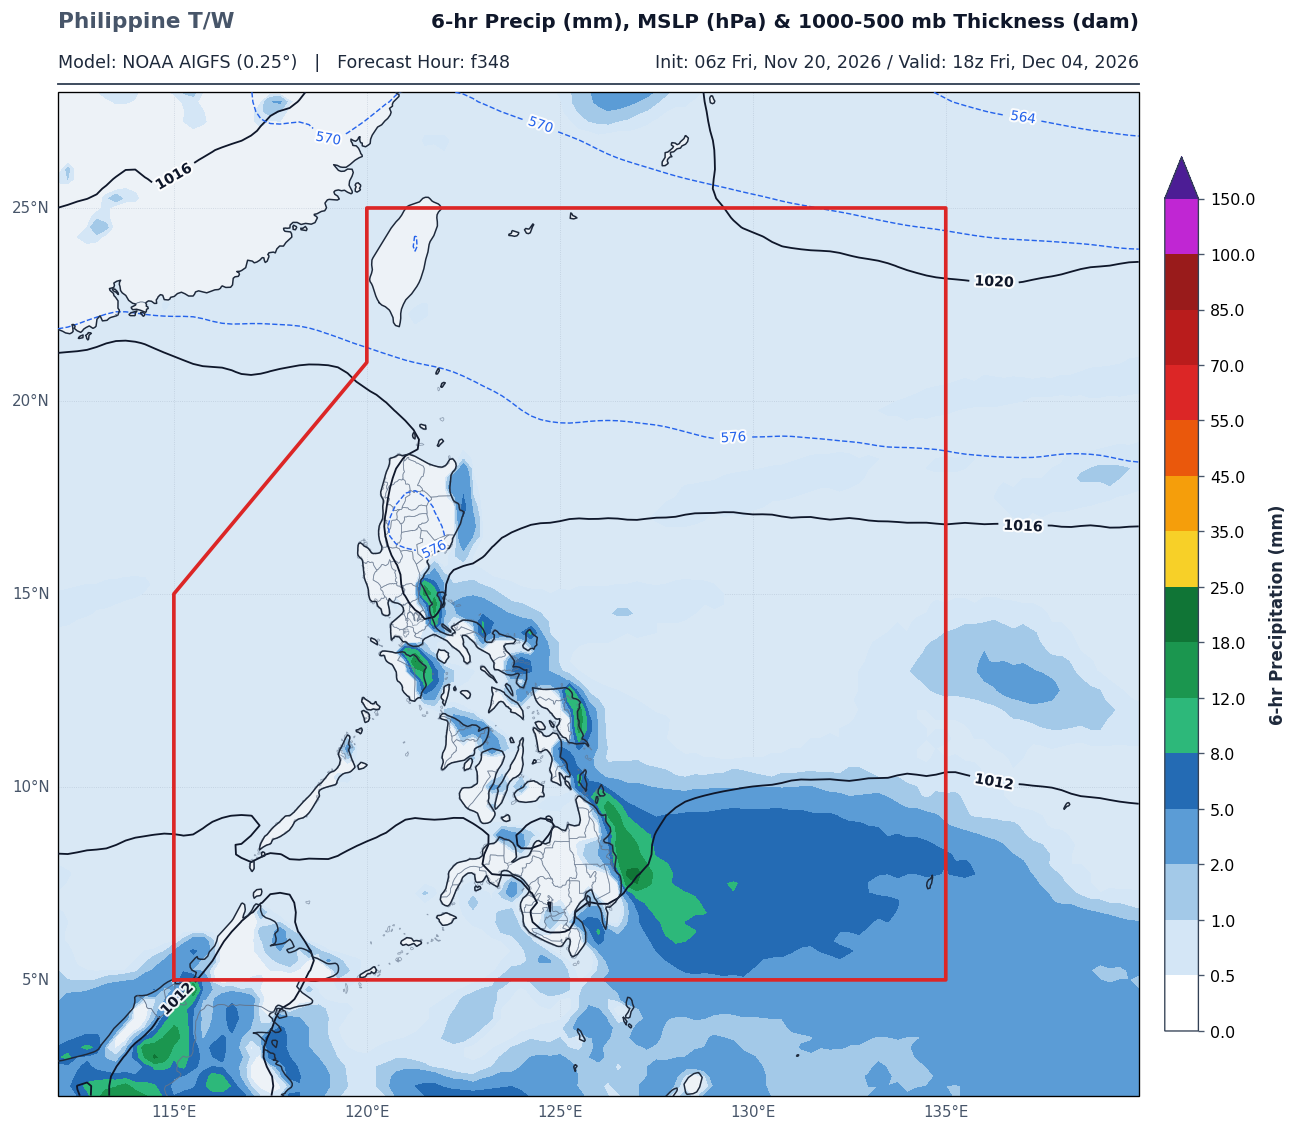 Philippine T/W
6-hr Precip (mm), MSLP (hPa) & 1000-500 mb Thickness (dam)
Model: NOAA AIGFS (0.25°) | Forecast Hour: f348
Init: 06z Fri, Nov 20, 2026 / Valid: 18z Fri, Dec 04, 2026
564
570
570
1016
25°N
1020
20°N
576
1016
576
15°N
1012
10°N
1012
5°N
115°E
120°E
125°E
130°E
135°E
150.0
100.0
85.0
70.0
55.0
45.0
35.0
25.0
18.0
12.0
8.0
5.0
2.0
1.0
0.5
0.0
6-hr Precipitation (mm)